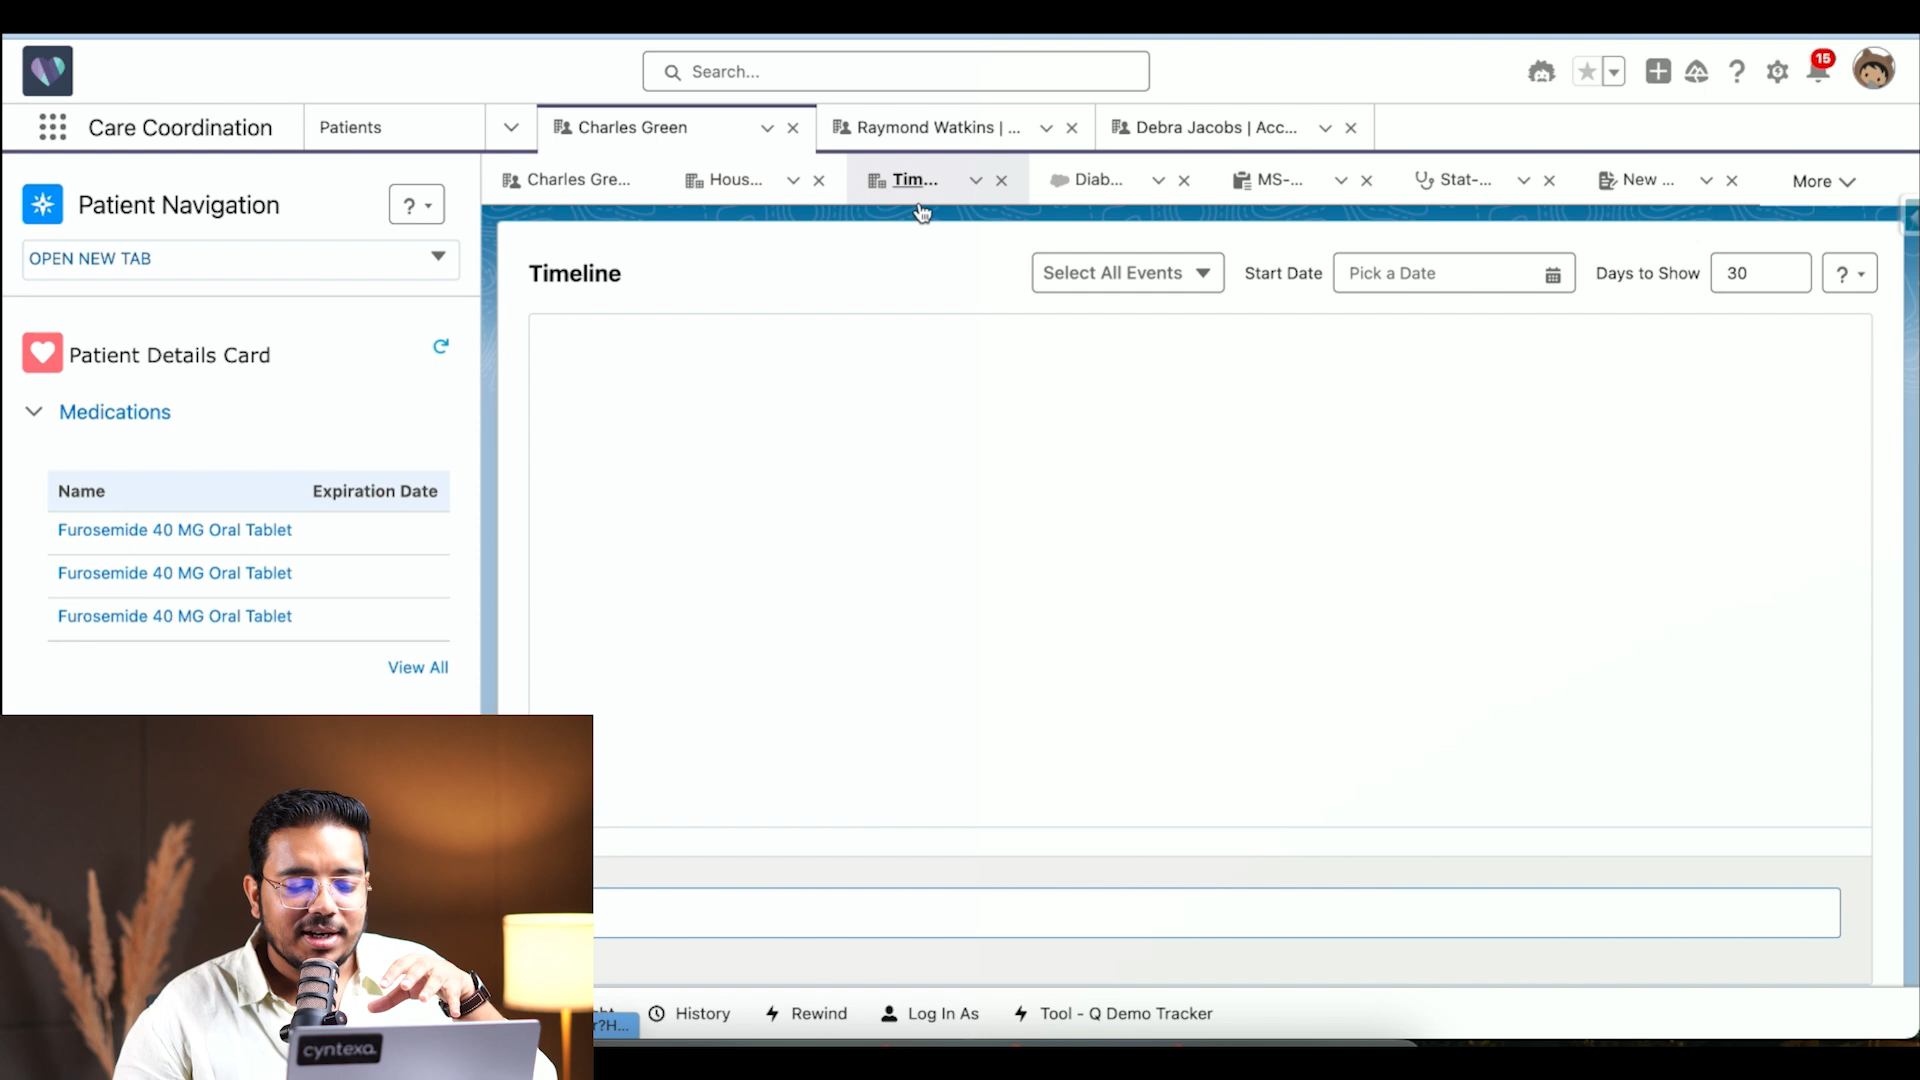 Search...
15
Care Coordination
Patients
Charles Green
Raymond Watkins | ...
Debra Jacobs | Acc...
Charles Gre...
Hous...
Tim...
Diab...
MS-...
Stat-...
New ...
More
Patient Navigation
?
OPEN NEW TAB
Timeline
Select All Events
Start Date
Pick a Date
Days to Show
30
?
Patient Details Card
Medications
Name
Expiration Date
Furosemide 40 MG Oral Tablet
Furosemide 40 MG Oral Tablet
Furosemide 40 MG Oral Tablet
View All
r?H...
History
Rewind
Log In As
Tool - Q Demo Tracker
cyntexa.